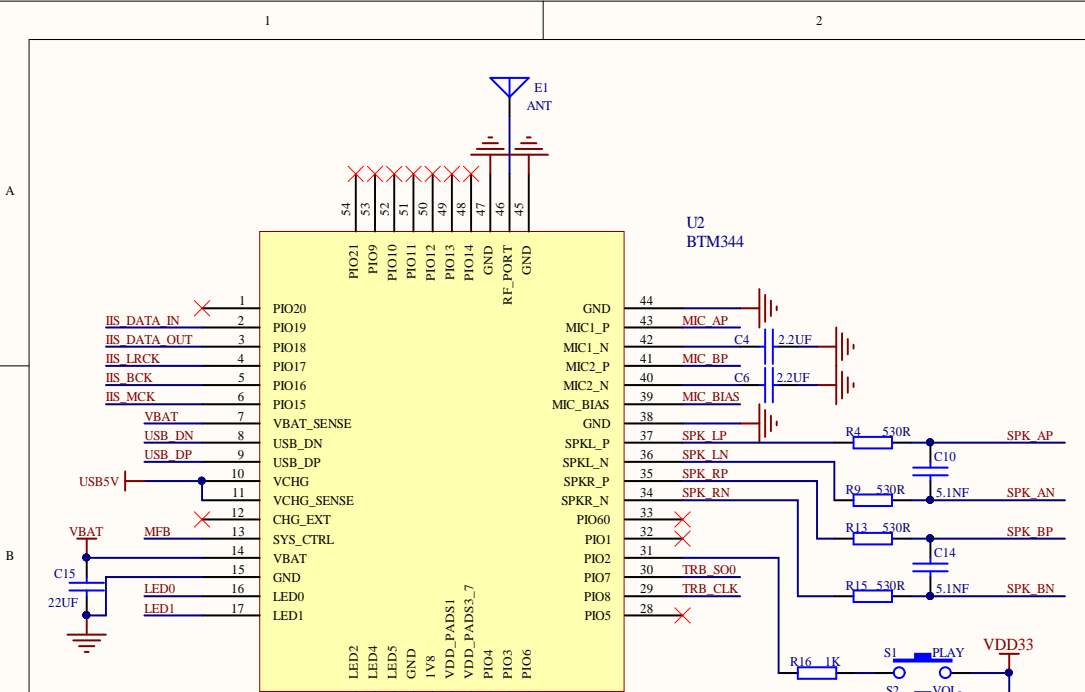 1 2
A
B
E1
ANT
U2
BTM344
54 53 52 51 50 49 48 47 46 45
PIO21 PIO9 PIO10 PIO11 PIO12 PIO13 PIO14 GND RF_PORT GND
1 PIO20
IIS_DATA_IN 2 PIO19
IIS_DATA_OUT 3 PIO18
IIS_LRCK 4 PIO17
IIS_BCK 5 PIO16
IIS_MCK 6 PIO15
VBAT 7 VBAT_SENSE
USB_DN 8 USB_DN
USB_DP 9 USB_DP
USB5V 10 VCHG
11 VCHG_SENSE
12 CHG_EXT
MFB 13 SYS_CTRL
VBAT 14 VBAT
15 GND
C15
22UF
LED0 16 LED0
LED1 17 LED1
GND 44
MIC1_P 43 MIC_AP
MIC1_N 42 C4 2.2UF
MIC2_P 41 MIC_BP
MIC2_N 40 C6 2.2UF
MIC_BIAS 39 MIC_BIAS
GND 38
SPKL_P 37 SPK_LP R4 530R SPK_AP
SPKL_N 36 SPK_LN C10
SPKR_P 35 SPK_RP
SPKR_N 34 SPK_RN R9 530R 5.1NF SPK_AN
PIO60 33
PIO1 32 R13 530R SPK_BP
PIO2 31 C14
PIO7 30 TRB_SO0
PIO8 29 TRB_CLK R15 530R 5.1NF SPK_BN
PIO5 28
LED2 LED4 LED5 GND 1V8 VDD_PADS1 VDD_PADS3_7 PIO4 PIO3 PIO6
VDD33
R16 1K S1 PLAY
S2 VOL-